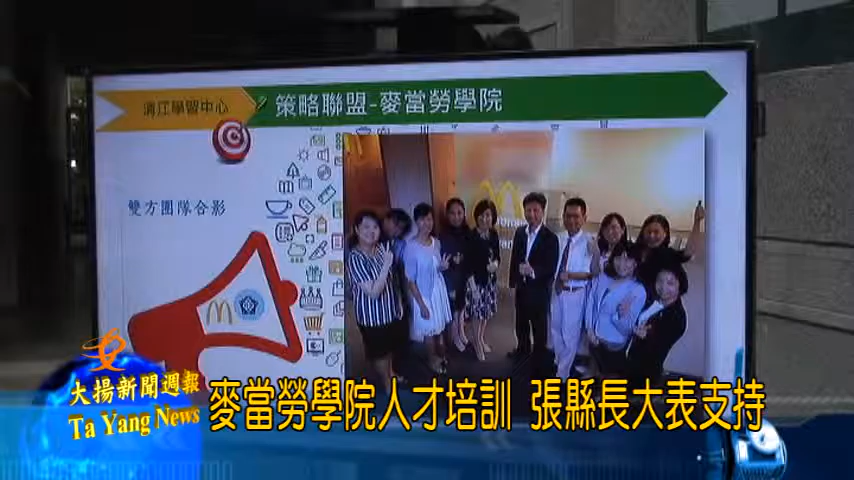 清江學習中心
策略聯盟-麥當勞學院
雙方團隊合影
大揚新聞週報
Ta Yang News
麥當勞學院人才培訓 張縣長大表支持